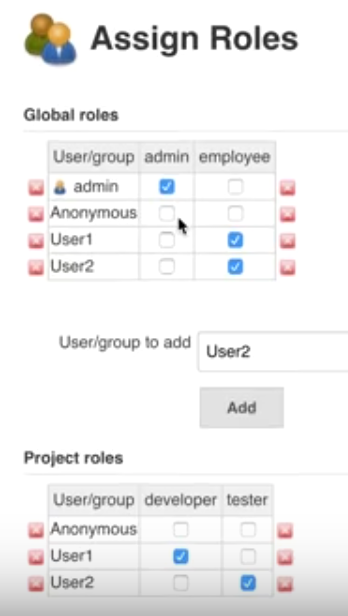 Assign Roles
Global roles
User/group admin employee
admin
Anonymous
User1
User2
User/group to add User2
Add
Project roles
User/group developer tester
Anonymous
User1
User2